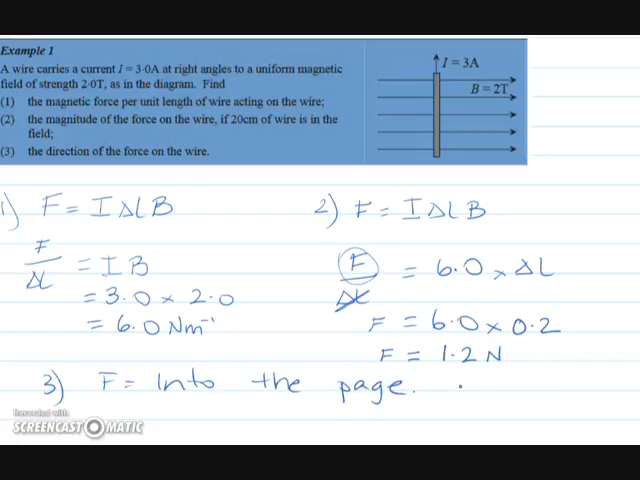 Example 1
A wire carries a current I = 3·0A at right angles to a uniform magnetic
field of strength 2·0T, as in the diagram. Find
(1) the magnetic force per unit length of wire acting on the wire;
(2) the magnitude of the force on the wire, if 20cm of wire is in the
field;
(3) the direction of the force on the wire.
I = 3A
B = 2T
1) F = I Δl B
F/Δl = I B
= 3.0 × 2.0
= 6.0 Nm⁻¹
2) F = I Δl B
F/Δl = 6.0 × ΔL
F = 6.0 × 0.2
F = 1.2 N
3) F = Into the page.
Recorded with
SCREENCAST-O-MATIC